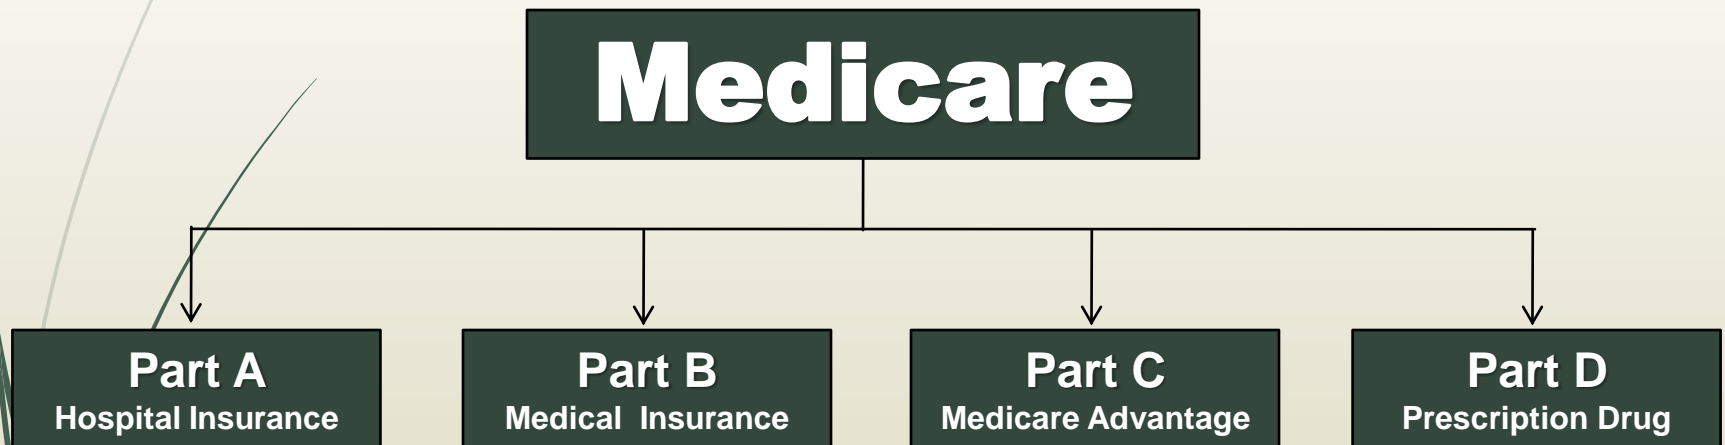 Medicare
Part A
Hospital Insurance
Part B
Medical  Insurance
Part C
Medicare Advantage
Part D
Prescription Drug